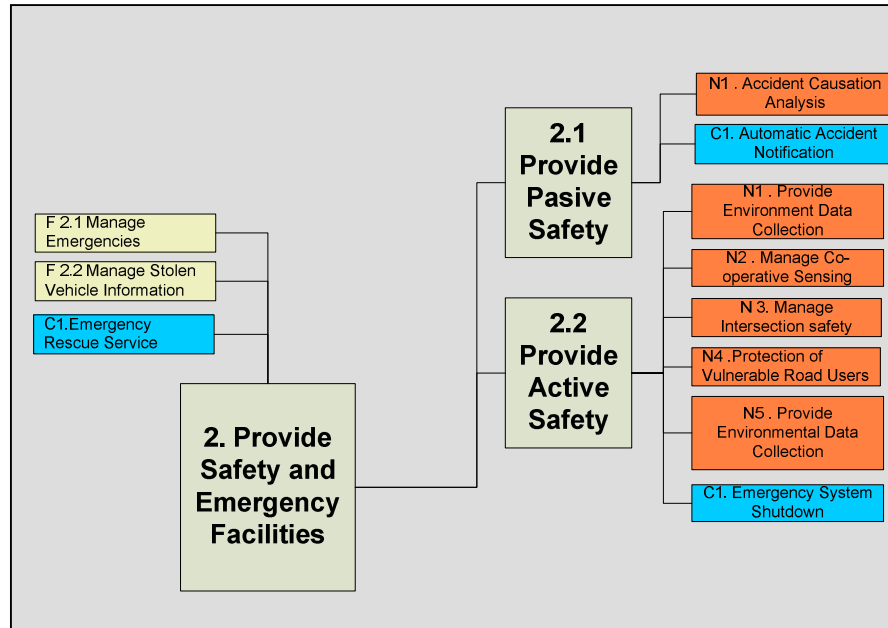 F 2.1 Manage
Emergencies
F 2.2 Manage Stolen
Vehicle Information
C1.Emergency
Rescue Service
2. Provide
Safety and
Emergency
Facilities
2.1
Provide
Pasive
Safety
2.2
Provide
Active
Safety
N1 . Accident Causation
Analysis
C1. Automatic Accident
Notification
N1 . Provide
Environment Data
Collection
N2 . Manage Co-
operative Sensing
N 3. Manage
Intersection safety
N4 .Protection of
Vulnerable Road Users
N5 . Provide
Environmental Data
Collection
C1. Emergency System
Shutdown